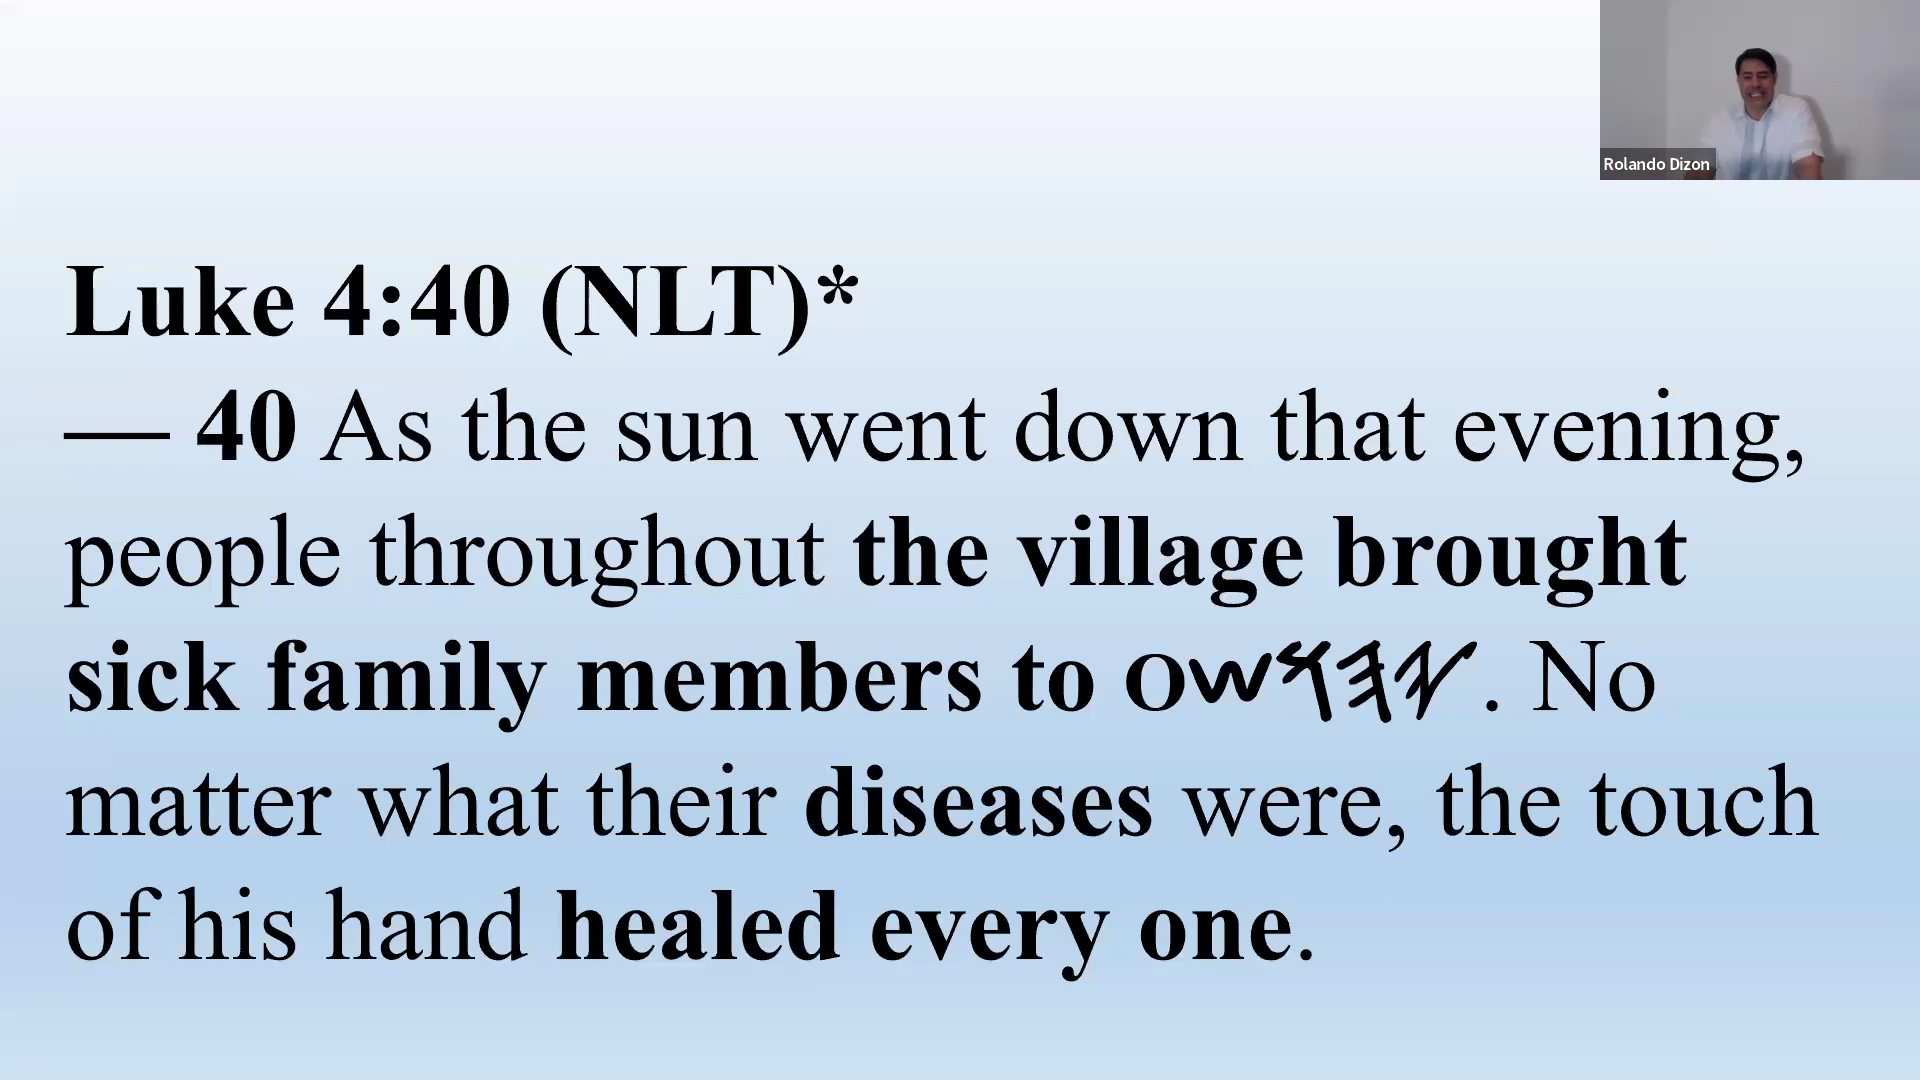 Rolando Dizon
Luke 4:40 (NLT)*
— 40 As the sun went down that evening,
people throughout the village brought
sick family members to 𐤉𐤄𐤅𐤔𐤏. No
matter what their diseases were, the touch
of his hand healed every one.